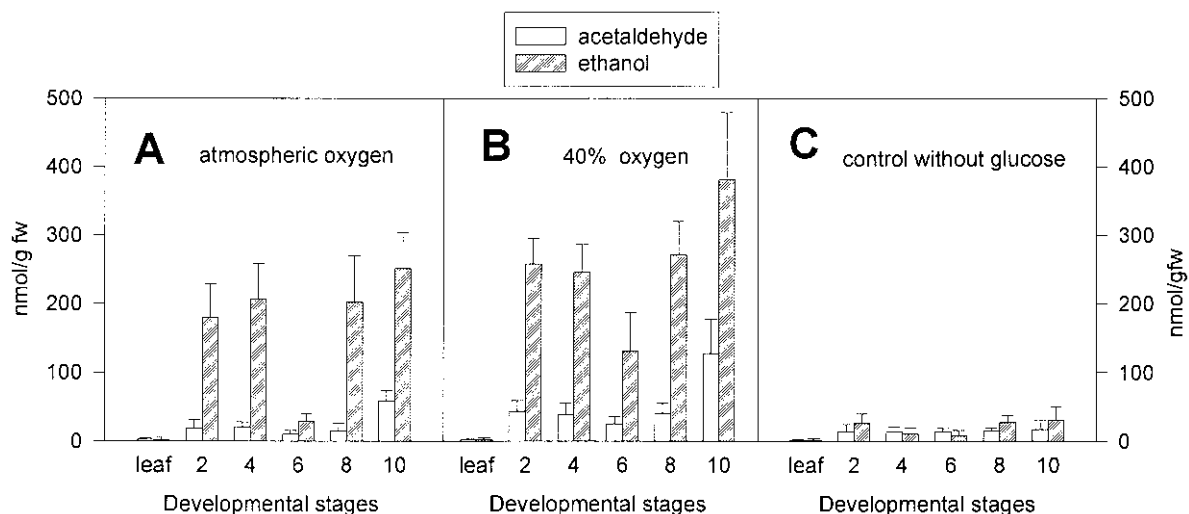 acetaldehyde
ethanol
500
400
300
200
100
0
nmol/g fw
A atmospheric oxygen
B 40% oxygen
C control without glucose
500
400
300
200
100
0
nmol/gfw
leaf 2 4 6 8 10
leaf 2 4 6 8 10
leaf 2 4 6 8 10
Developmental stages
Developmental stages
Developmental stages